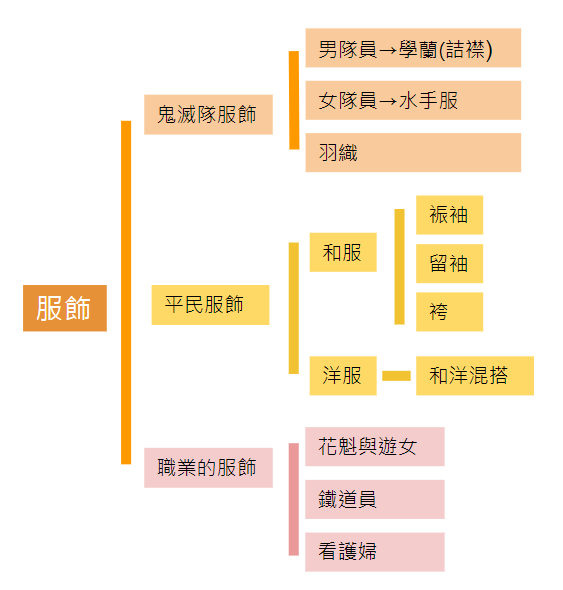 服飾
鬼滅隊服飾
男隊員→學蘭(詰襟)
女隊員→水手服
羽織
平民服飾
和服
裖袖
留袖
袴
洋服
和洋混搭
職業的服飾
花魁與遊女
鐵道員
看護婦